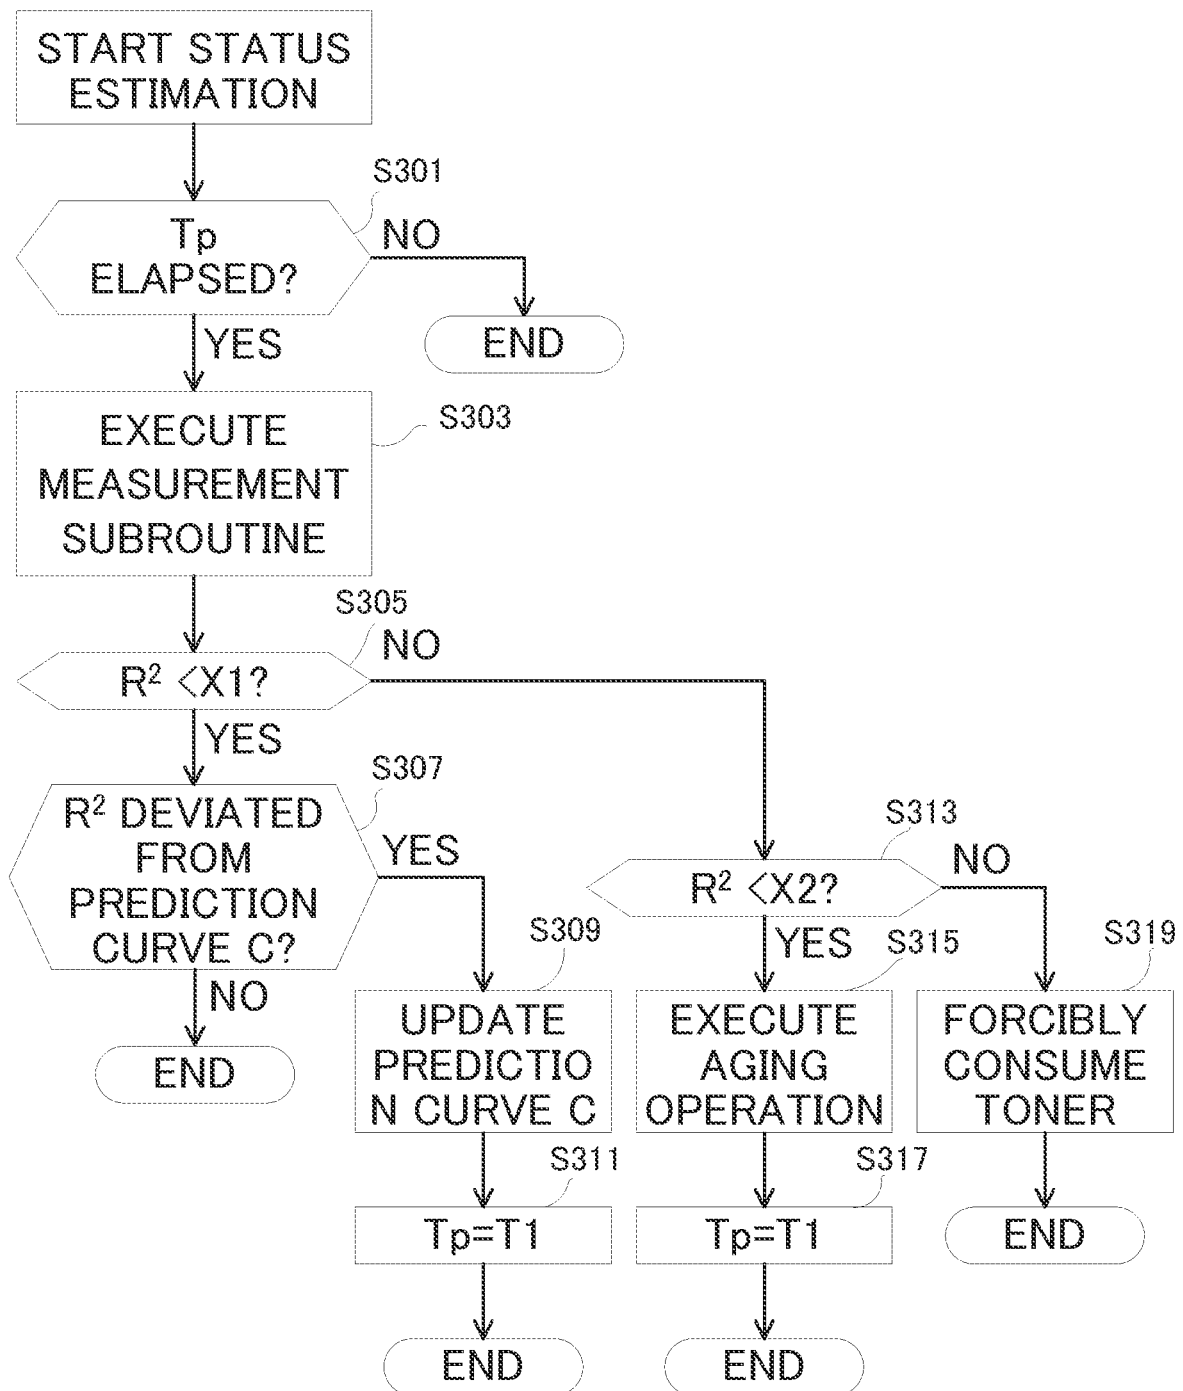 START STATUS
ESTIMATION
S301
Tp
ELAPSED?
NO
END
YES
EXECUTE
MEASUREMENT
SUBROUTINE
S303
S305
R² <X1?
NO
YES
S307
R² DEVIATED
FROM
PREDICTION
CURVE C?
YES
NO
END
S313
R² <X2?
NO
YES
S309
UPDATE
PREDICTIO
N CURVE C
S315
EXECUTE
AGING
OPERATION
S319
FORCIBLY
CONSUME
TONER
S311
Tp=T1
S317
Tp=T1
END
END
END